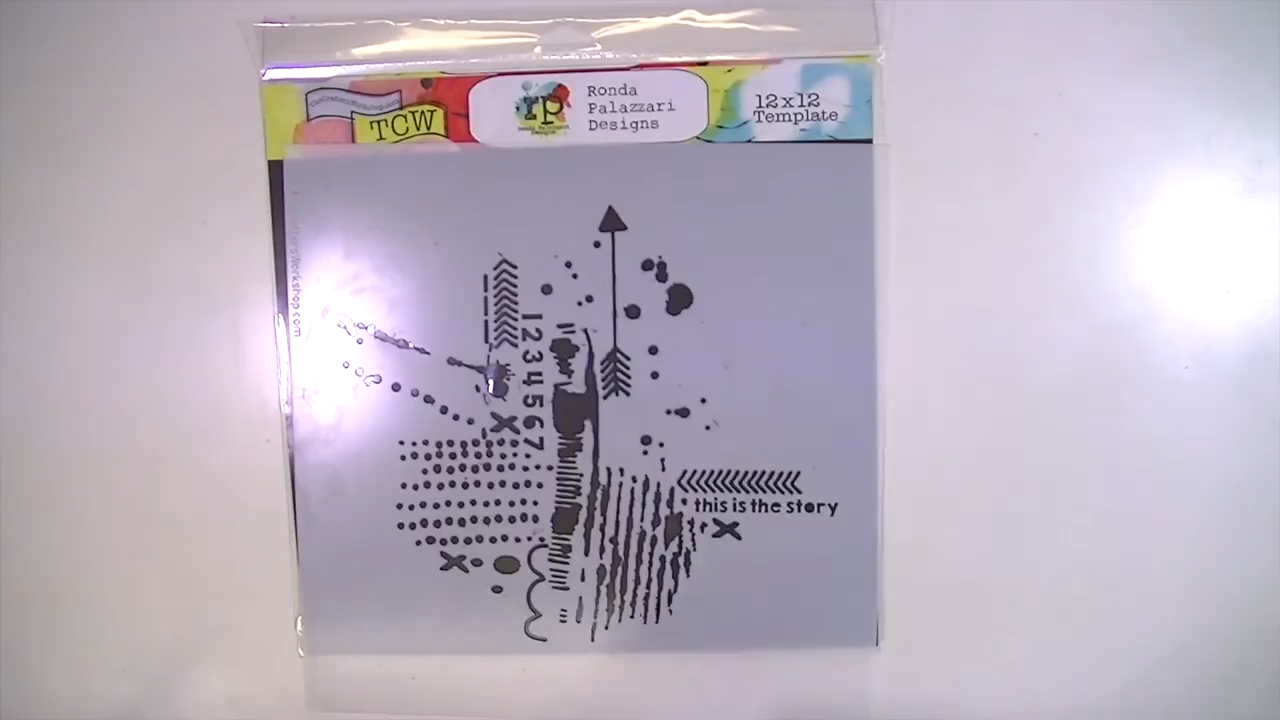 TCW
rp
Ronda
Palazzari
Designs
12x12
Template
1234567
this is the story